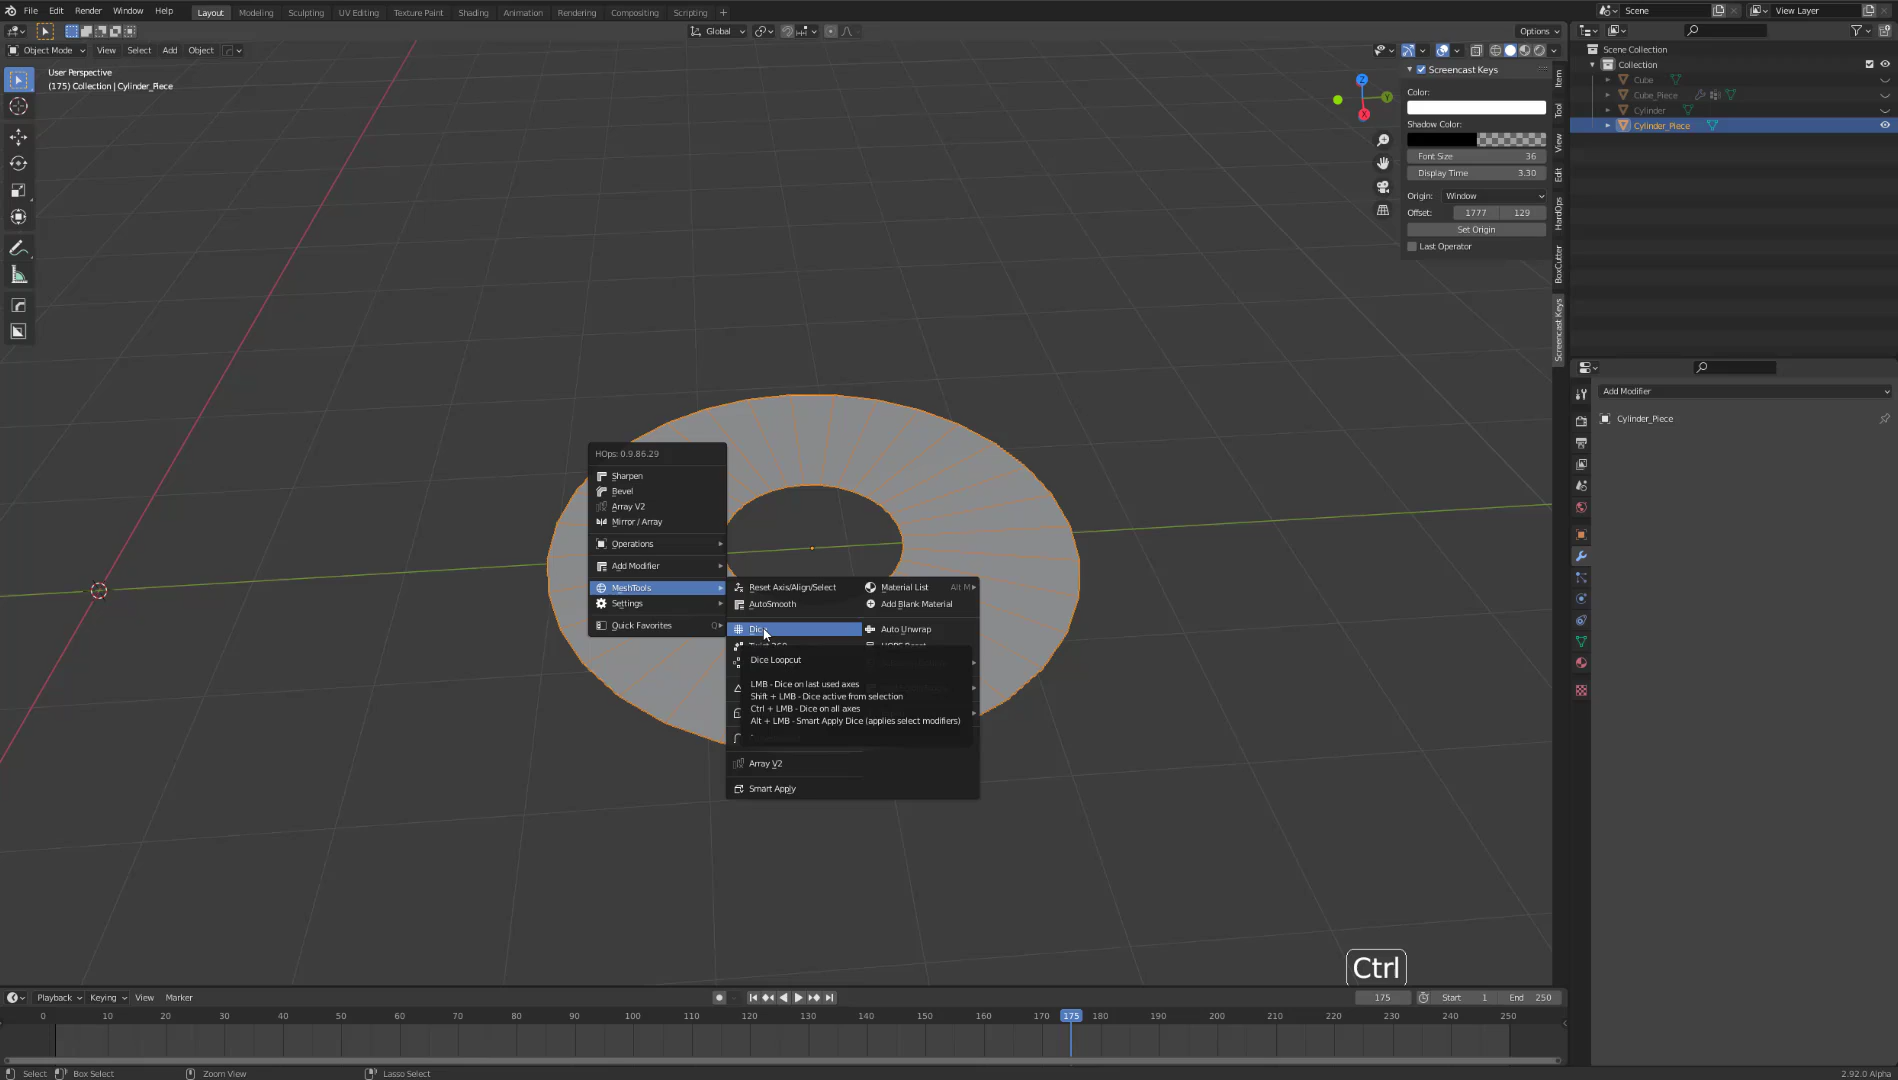 File Edit Render Window Help
Layout Modeling Sculpting UV Editing Texture Paint Shading Animation Rendering Compositing Scripting +
Scene
View Layer
Global
Options
Object Mode View Select Add Object
User Perspective
(175) Collection | Cylinder_Piece
Z
Y
X
Screencast Keys
Color:
Shadow Color:
Font Size 36
Display Time 3.30
Origin: Window
Offset: 1777 129
Set Origin
Last Operator
Item
Tool
View
Edit
HardOps
BoxCutter
Screencast Keys
Scene Collection
Collection
Cube
Cube_Piece
Cylinder
Cylinder_Piece
Add Modifier
Cylinder_Piece
HOps: 0.9.86.29
Sharpen
Bevel
Array V2
Mirror / Array
Operations
Add Modifier
MeshTools
Settings
Quick Favorites Q
Reset Axis/Align/Select
AutoSmooth
Material List Alt M
Add Blank Material
Auto Unwrap
Dice Loopcut
LMB - Dice on last used axes
Shift + LMB - Dice active from selection
Ctrl + LMB - Dice on all axes
Alt + LMB - Smart Apply Dice (applies select modifiers)
Array V2
Smart Apply
Ctrl
Playback Keying View Marker
175 Start 1 End 250
0 10 20 30 40 50 60 70 80 90 100 110 120 130 140 150 160 170 175 180 190 200 210 220 230 240 250
Select Box Select Zoom View Lasso Select
2.92.0 Alpha